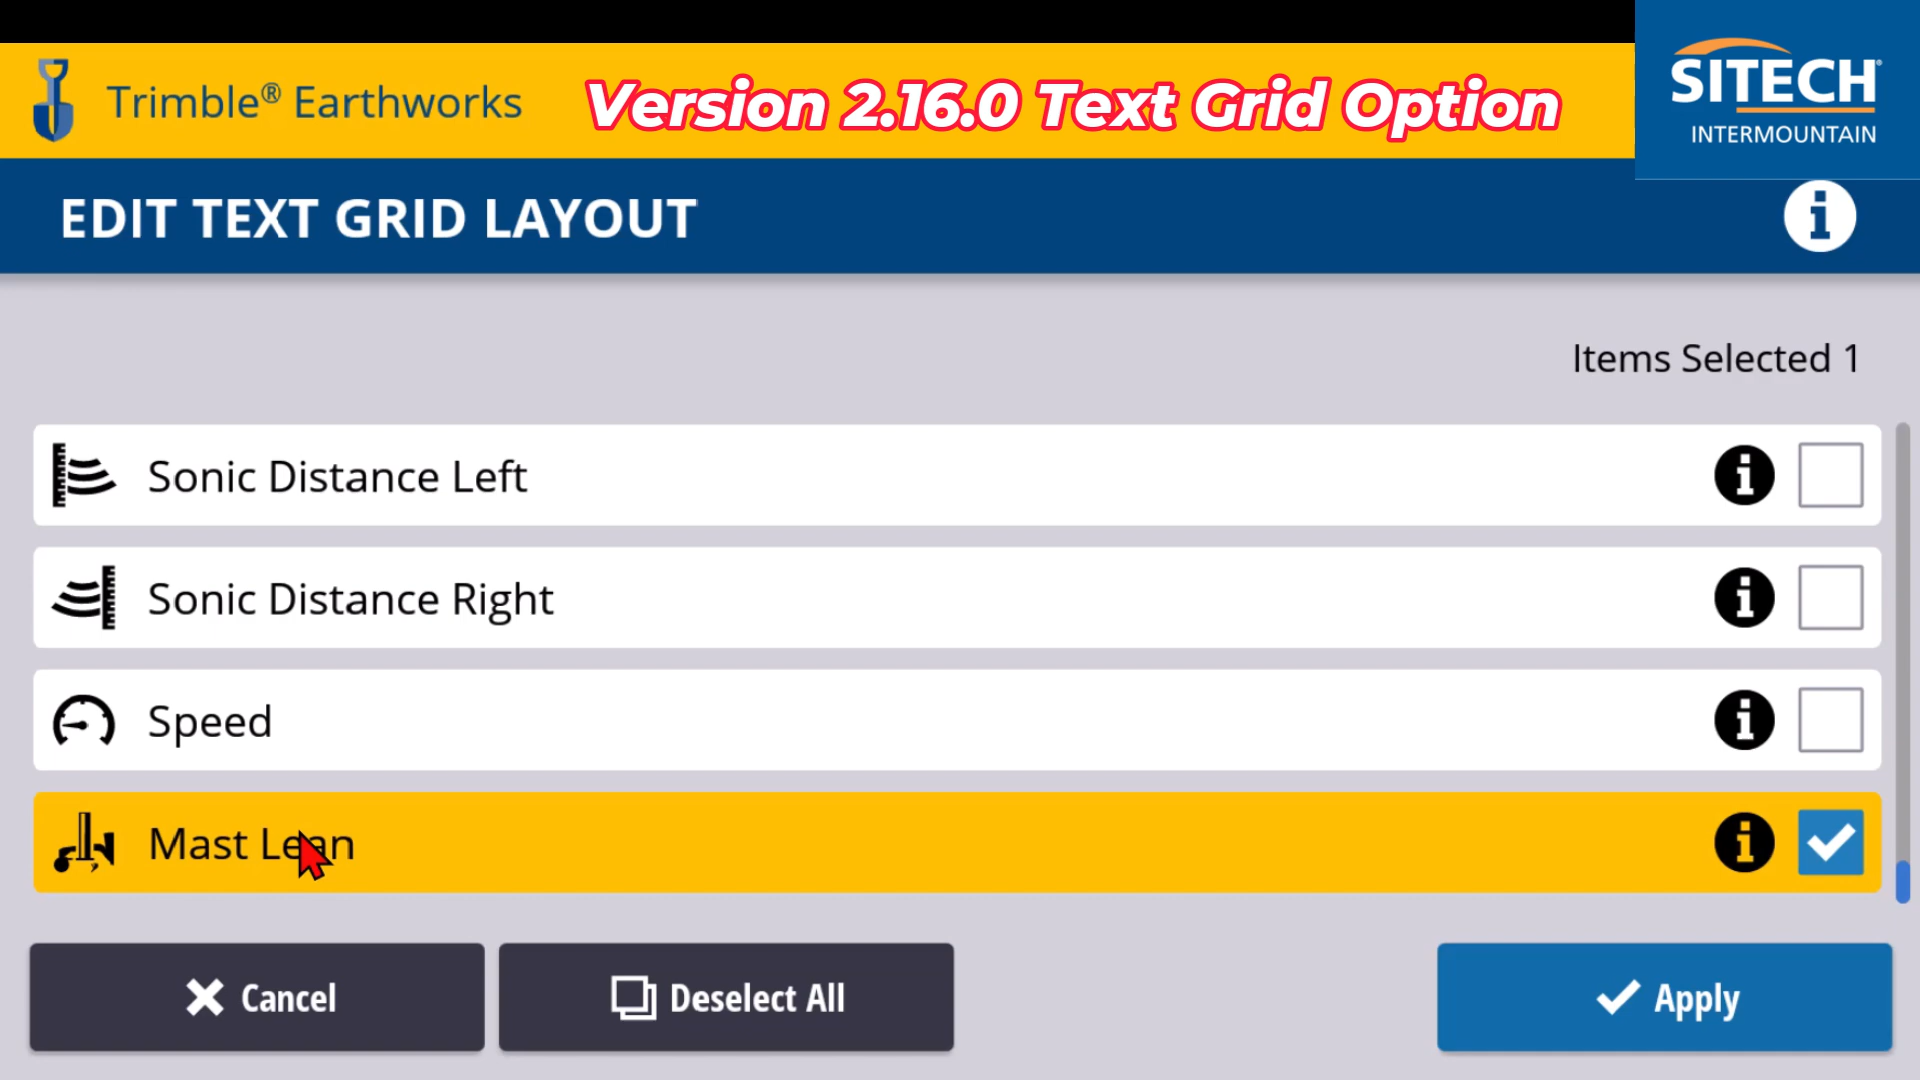 Trimble® Earthworks
Version 2.16.0 Text Grid Option
SITECH®
INTERMOUNTAIN
EDIT TEXT GRID LAYOUT
Items Selected 1
Sonic Distance Left
Sonic Distance Right
Speed
Mast Lean
Cancel
Deselect All
Apply